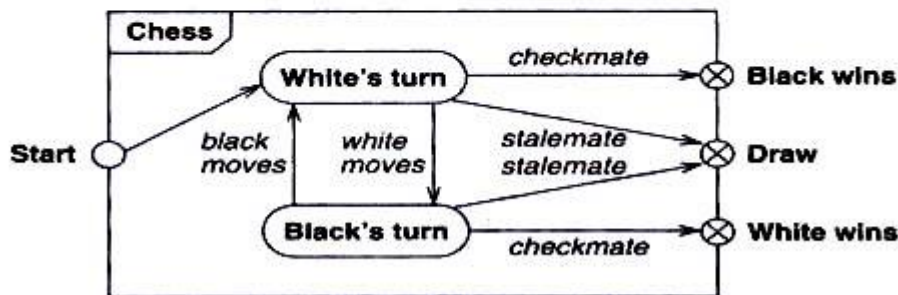 Chess
checkmate
White's turn
Black wins
black
moves
white
moves
stalemate
stalemate
Start
Draw
Black's turn
checkmate
White wins